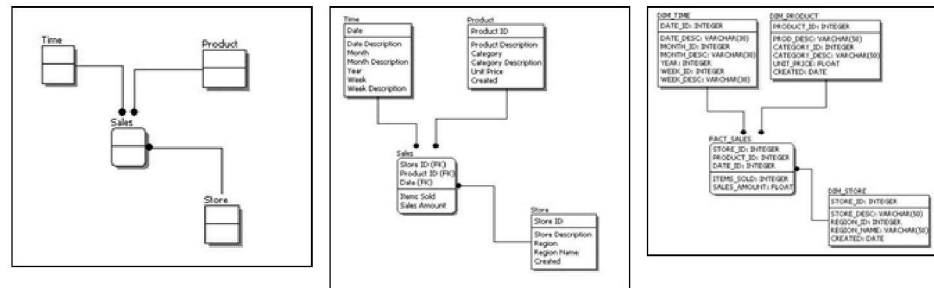 Time
Product
Sales
Store
Time
Date
Date Description
Month
Month Description
Year
Week
Week Description
Product
Product ID
Product Description
Category
Category Description
Unit Price
Created
Sales
Store ID (FK)
Product ID (FK)
Date (FK)
Items Sold
Sales Amount
Store
Store ID
Store Description
Region
Region Name
Created
DIM_TIME
DATE_ID: INTEGER
DATE_DESC: VARCHAR(30)
MONTH_ID: INTEGER
MONTH_DESC: VARCHAR(30)
YEAR: INTEGER
WEEK_ID: INTEGER
WEEK_DESC: VARCHAR(30)
DIM_PRODUCT
PRODUCT_ID: INTEGER
PROD_DESC: VARCHAR(50)
CATEGORY_ID: INTEGER
CATEGORY_DESC: VARCHAR(50)
UNIT_PRICE: FLOAT
CREATED: DATE
FACT_SALES
STORE_ID: INTEGER
PRODUCT_ID: INTEGER
DATE_ID: INTEGER
ITEMS_SOLD: INTEGER
SALES_AMOUNT: FLOAT
DIM_STORE
STORE_ID: INTEGER
STORE_DESC: VARCHAR(50)
REGION_ID: INTEGER
REGION_NAME: VARCHAR(50)
CREATED: DATE